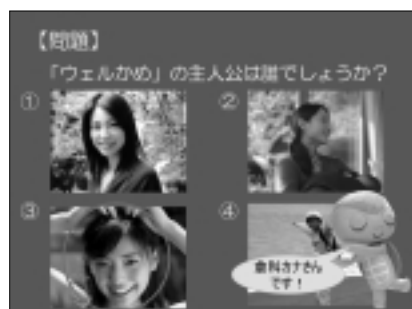 【問題】
「ウェルかめ」の主人公は誰でしょうか?
① ②
③ ④
倉科カナさん
です!